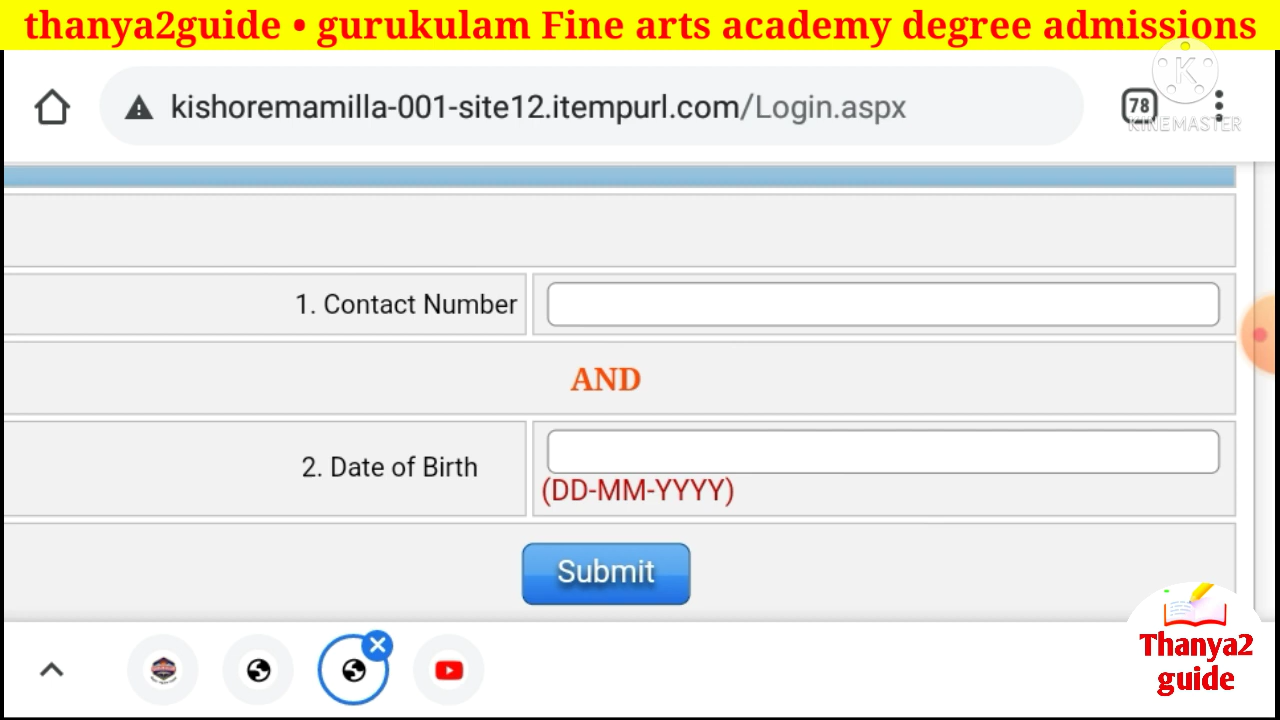 thanya2guide • gurukulam Fine arts academy degree admissions
kishoremamilla-001-site12.itempurl.com/Login.aspx
78
KINEMASTER
1. Contact Number
AND
2. Date of Birth
(DD-MM-YYYY)
Submit
Thanya2
guide